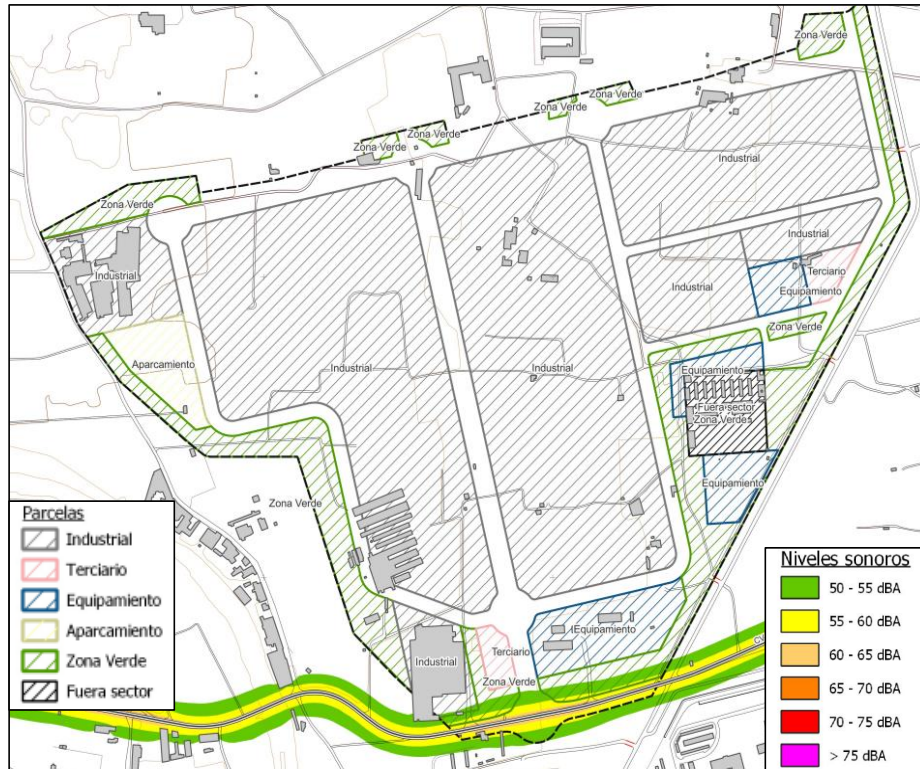 Zona Verde
Zona Verde
Zona Verde
Zona Verde
Zona Verde
Industrial
Zona Verde
Industrial
Industrial
Terciario
Industrial
Equipamiento
Zona Verde
Aparcamiento
Industrial
Industrial
Equipamiento
Fuera sector
Zona Verde
Equipamiento
Zona Verde
Equipamiento
Terciario
Industrial
Zona Verde
Parcelas
Industrial
Terciario
Equipamiento
Aparcamiento
Zona Verde
Fuera sector
Niveles sonoros
50 - 55 dBA
55 - 60 dBA
60 - 65 dBA
65 - 70 dBA
70 - 75 dBA
> 75 dBA